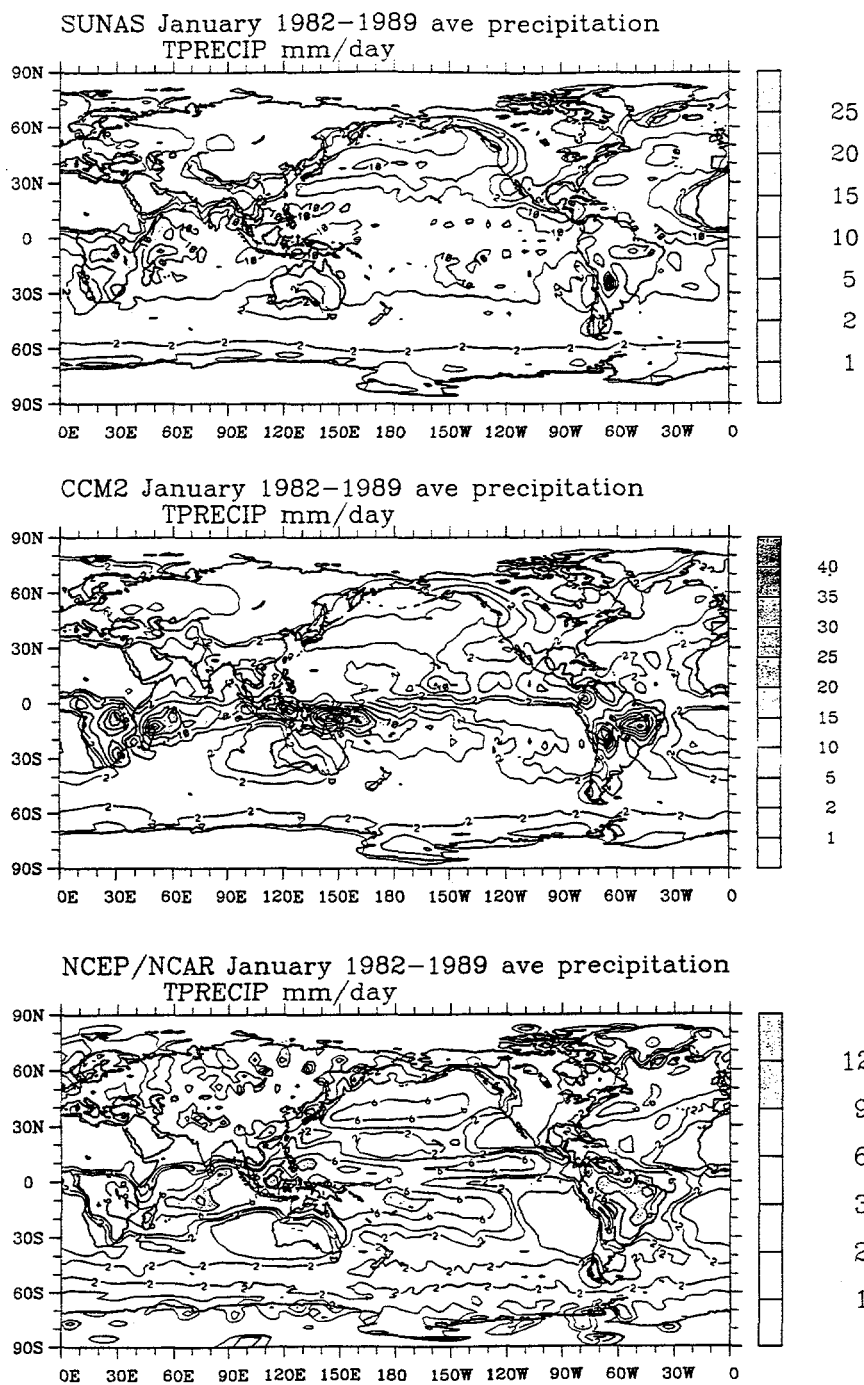 SUNAS January 1982-1989 ave precipitation
TPRECIP mm/day
90N
60N
30N
0
30S
60S
90S
0E 30E 60E 90E 120E 150E 180 150W 120W 90W 60W 30W 0
25
20
15
10
5
2
1
CCM2 January 1982-1989 ave precipitation
TPRECIP mm/day
90N
60N
30N
0
30S
60S
90S
0E 30E 60E 90E 120E 150E 180 150W 120W 90W 60W 30W 0
40
35
30
25
20
15
10
5
2
1
NCEP/NCAR January 1982-1989 ave precipitation
TPRECIP mm/day
90N
60N
30N
0
30S
60S
90S
0E 30E 60E 90E 120E 150E 180 150W 120W 90W 60W 30W 0
12
9
6
3
2
1